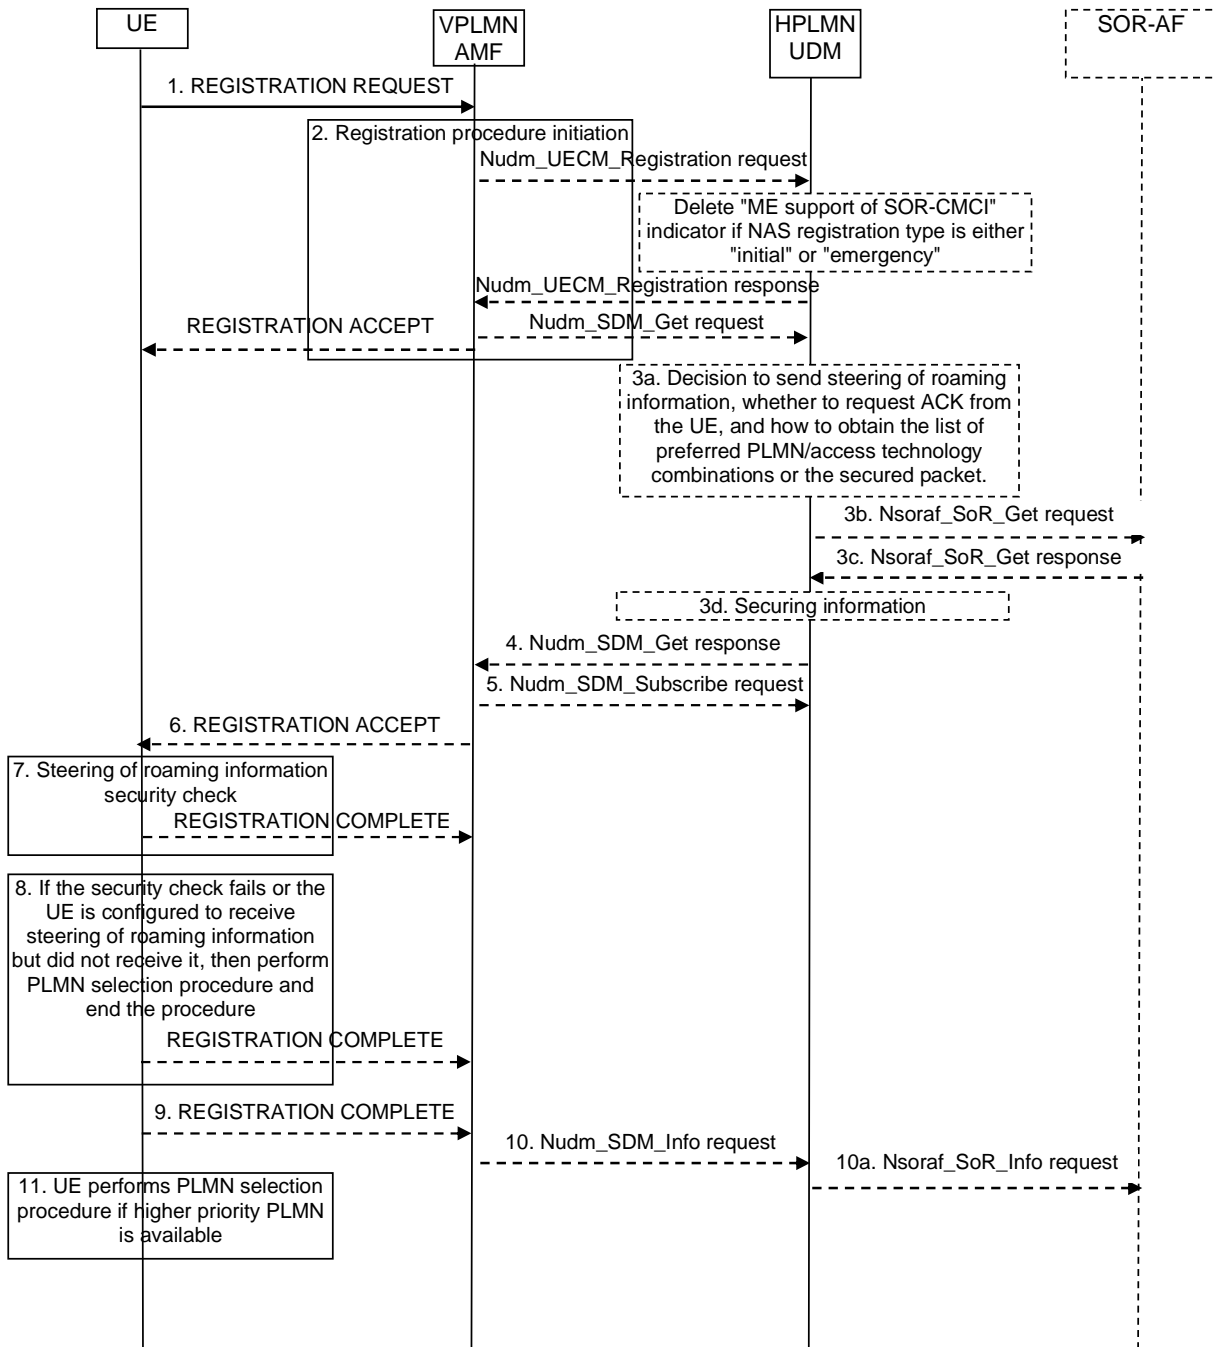 UE
VPLMN
AMF
HPLMN
UDM
SOR-AF
1. REGISTRATION REQUEST
2. Registration procedure initiation
Nudm_UECM_Registration request
Delete "ME support of SOR-CMCI"
indicator if NAS registration type is either
"initial" or "emergency"
Nudm_UECM_Registration response
Nudm_SDM_Get request
REGISTRATION ACCEPT
3a. Decision to send steering of roaming
information, whether to request ACK from
the UE, and how to obtain the list of
preferred PLMN/access technology
combinations or the secured packet.
3b. Nsoraf_SoR_Get request
3c. Nsoraf_SoR_Get response
3d. Securing information
4. Nudm_SDM_Get response
5. Nudm_SDM_Subscribe request
6. REGISTRATION ACCEPT
7. Steering of roaming information
security check
REGISTRATION COMPLETE
8. If the security check fails or the
UE is configured to receive
steering of roaming information
but did not receive it, then perform
PLMN selection procedure and
end the procedure
REGISTRATION COMPLETE
9. REGISTRATION COMPLETE
10. Nudm_SDM_Info request
10a. Nsoraf_SoR_Info request
11. UE performs PLMN selection
procedure if higher priority PLMN
is available